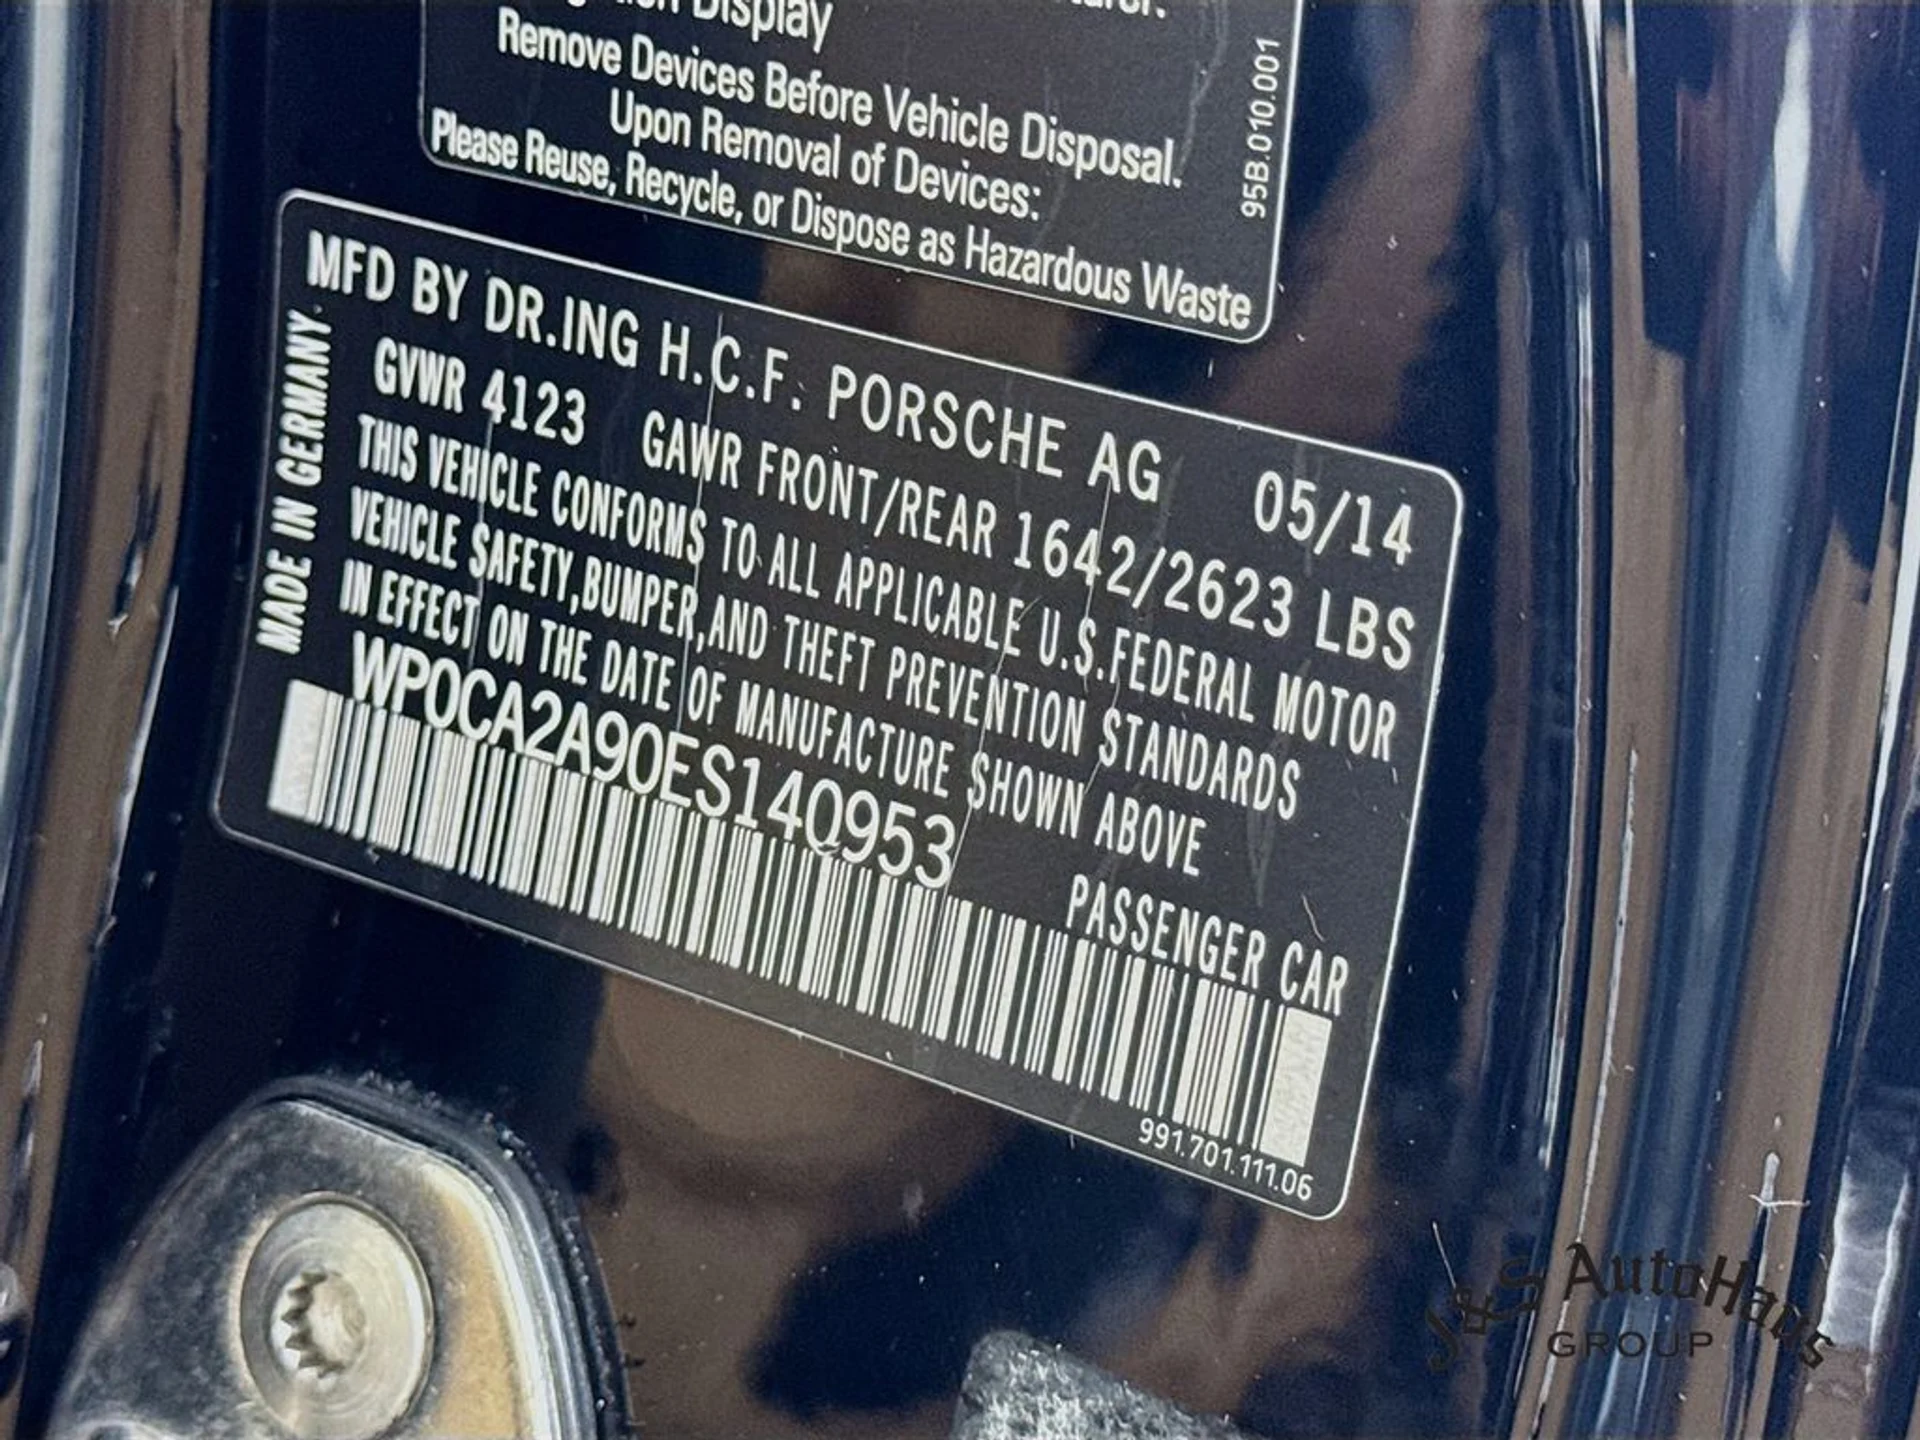 Display
Remove Devices Before Vehicle Disposal.
Upon Removal of Devices:
Please Reuse, Recycle, or Dispose as Hazardous Waste
95B.010.001
MFD BY DR.ING H.C.F. PORSCHE AG 05/14
GVWR 4123 GAWR FRONT/REAR 1642/2623 LBS
THIS VEHICLE CONFORMS TO ALL APPLICABLE U.S.FEDERAL MOTOR
VEHICLE SAFETY,BUMPER,AND THEFT PREVENTION STANDARDS
IN EFFECT ON THE DATE OF MANUFACTURE SHOWN ABOVE
WP0CA2A90ES140953
PASSENGER CAR
MADE IN GERMANY
991.701.111.06
J&S AutoHaus
GROUP